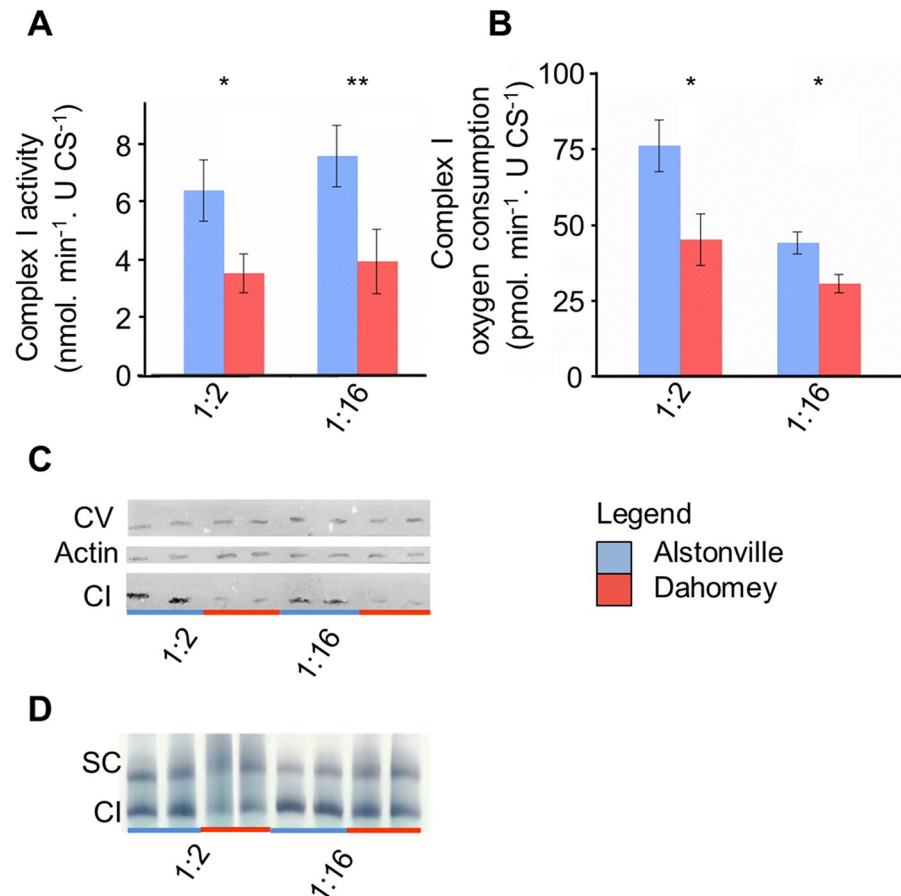 A
Complex I activity
(nmol. min-1. U CS-1)
8
6
4
2
0
*
**
1:2
1:16
B
Complex I
oxygen consumption
(pmol. min-1. U CS-1)
100
75
50
25
0
*
*
1:2
1:16
C
CV
Actin
CI
1:2
1:16
Legend
Alstonville
Dahomey
D
SC
CI
1:2
1:16